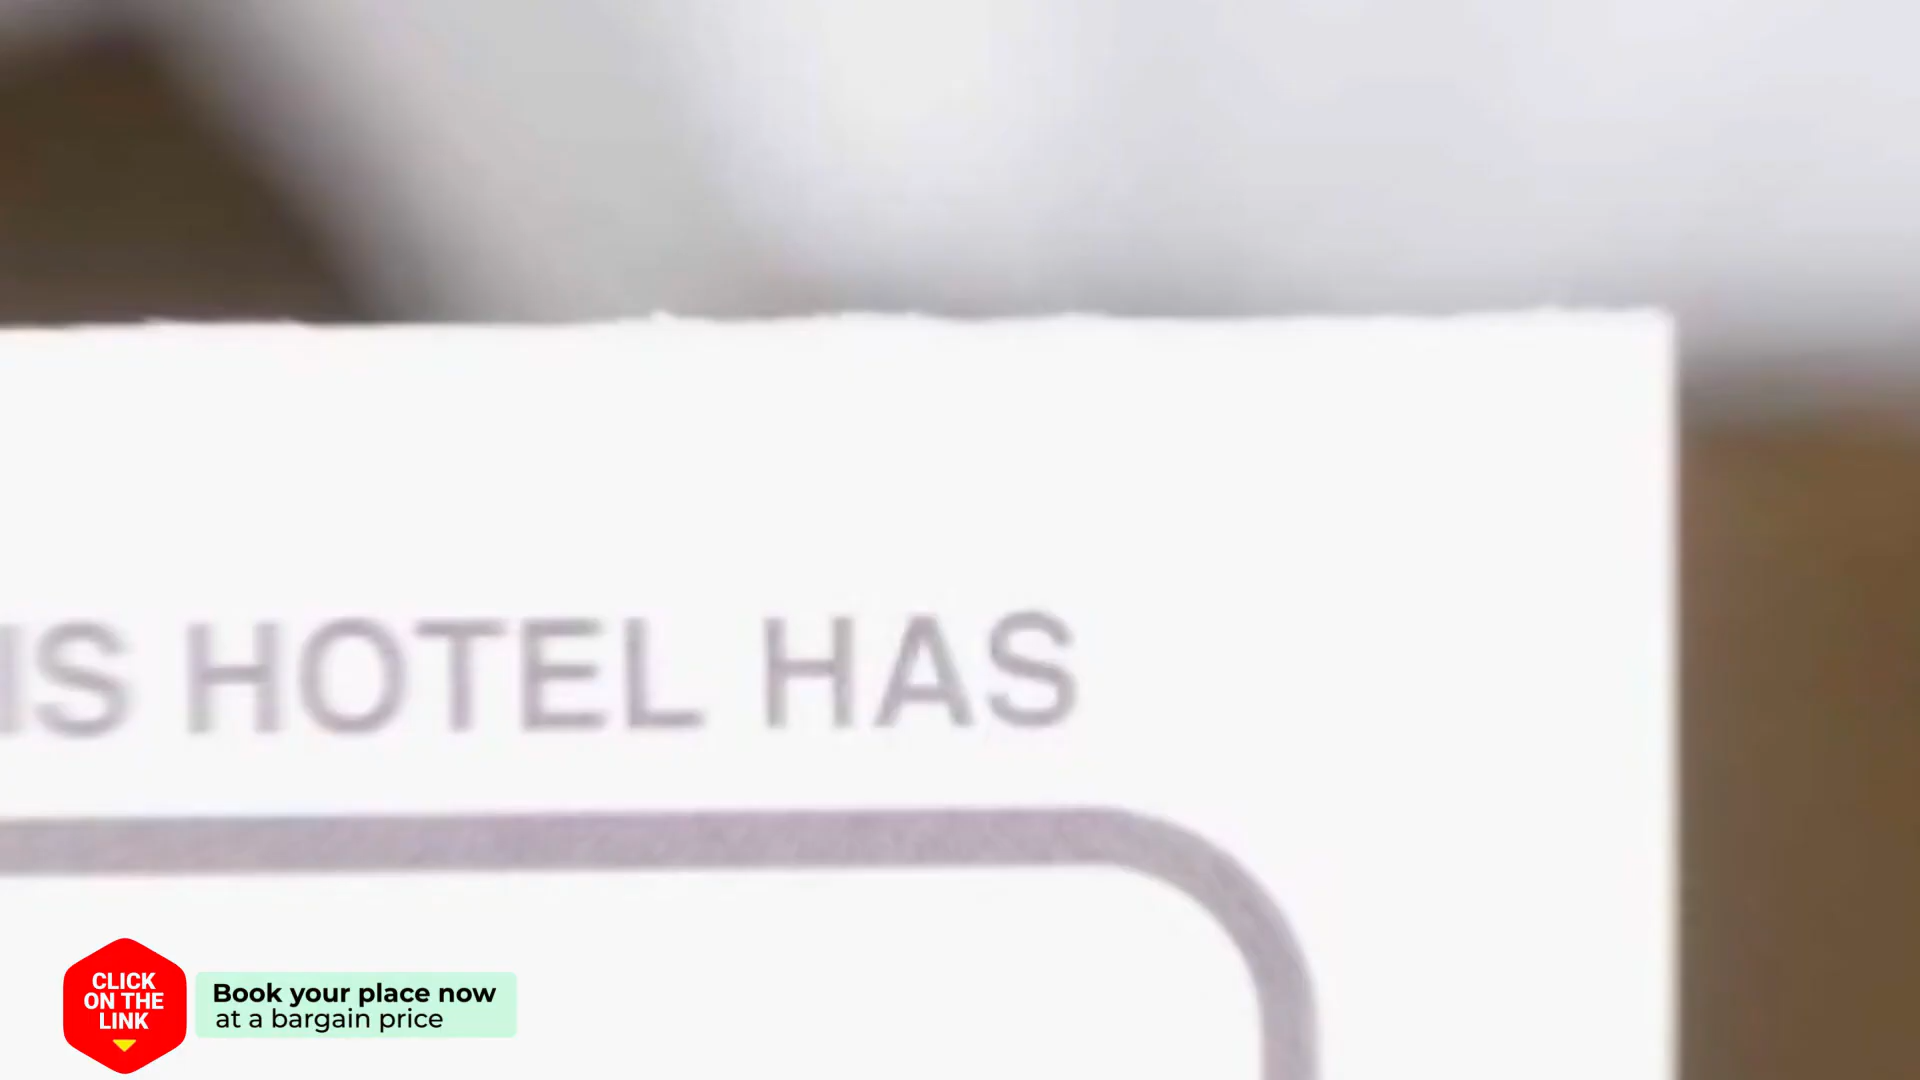 IS HOTEL HAS
CLICK
ON THE
LINK
Book your place now
at a bargain price